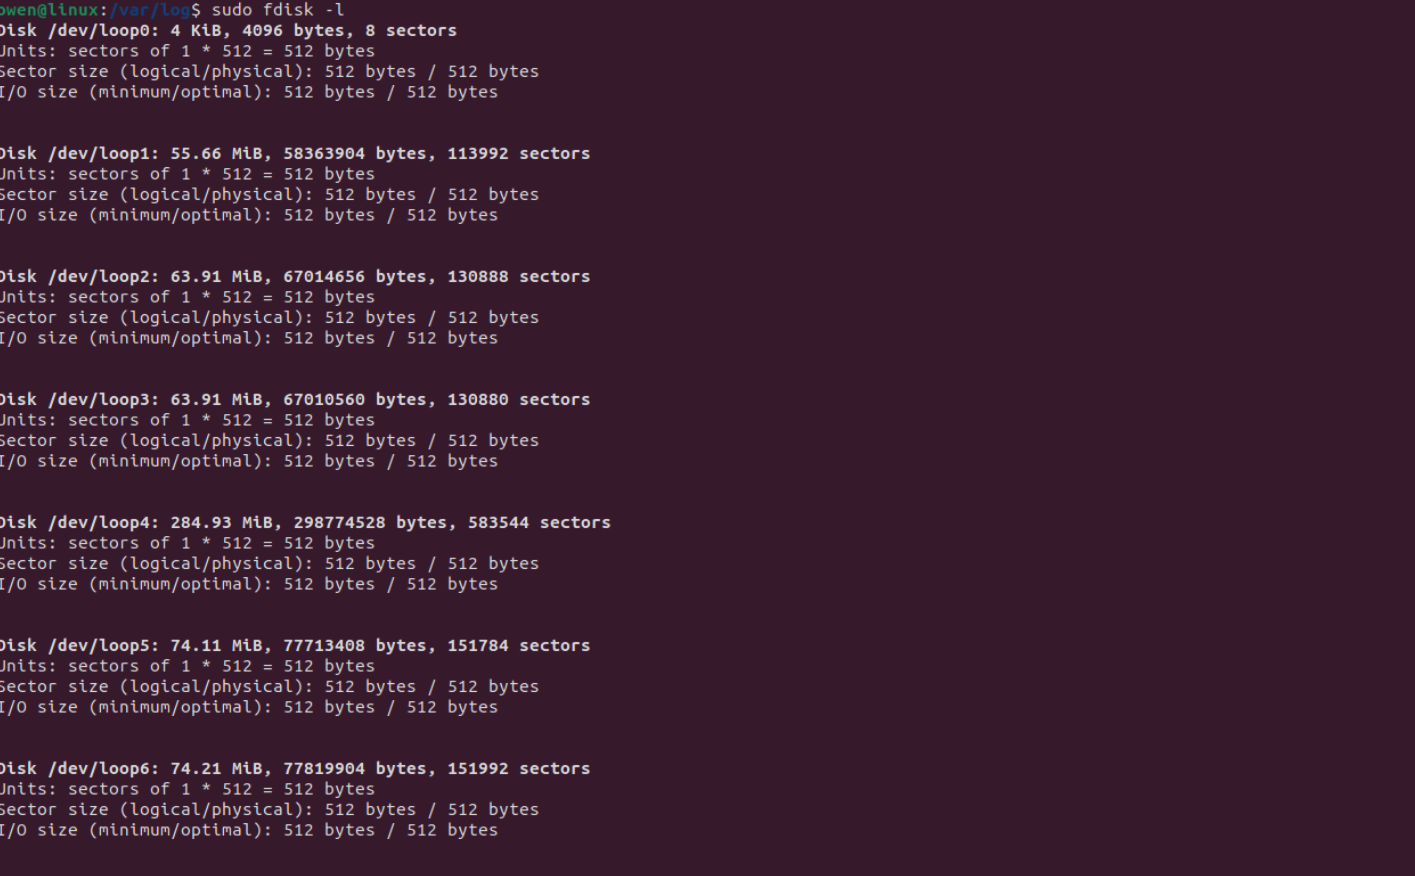 owen@linux:/var/log$ sudo fdisk -l
Disk /dev/loop0: 4 KiB, 4096 bytes, 8 sectors
Units: sectors of 1 * 512 = 512 bytes
Sector size (logical/physical): 512 bytes / 512 bytes
I/O size (minimum/optimal): 512 bytes / 512 bytes
Disk /dev/loop1: 55.66 MiB, 58363904 bytes, 113992 sectors
Units: sectors of 1 * 512 = 512 bytes
Sector size (logical/physical): 512 bytes / 512 bytes
I/O size (minimum/optimal): 512 bytes / 512 bytes
Disk /dev/loop2: 63.91 MiB, 67014656 bytes, 130888 sectors
Units: sectors of 1 * 512 = 512 bytes
Sector size (logical/physical): 512 bytes / 512 bytes
I/O size (minimum/optimal): 512 bytes / 512 bytes
Disk /dev/loop3: 63.91 MiB, 67010560 bytes, 130880 sectors
Units: sectors of 1 * 512 = 512 bytes
Sector size (logical/physical): 512 bytes / 512 bytes
I/O size (minimum/optimal): 512 bytes / 512 bytes
Disk /dev/loop4: 284.93 MiB, 298774528 bytes, 583544 sectors
Units: sectors of 1 * 512 = 512 bytes
Sector size (logical/physical): 512 bytes / 512 bytes
I/O size (minimum/optimal): 512 bytes / 512 bytes
Disk /dev/loop5: 74.11 MiB, 77713408 bytes, 151784 sectors
Units: sectors of 1 * 512 = 512 bytes
Sector size (logical/physical): 512 bytes / 512 bytes
I/O size (minimum/optimal): 512 bytes / 512 bytes
Disk /dev/loop6: 74.21 MiB, 77819904 bytes, 151992 sectors
Units: sectors of 1 * 512 = 512 bytes
Sector size (logical/physical): 512 bytes / 512 bytes
I/O size (minimum/optimal): 512 bytes / 512 bytes